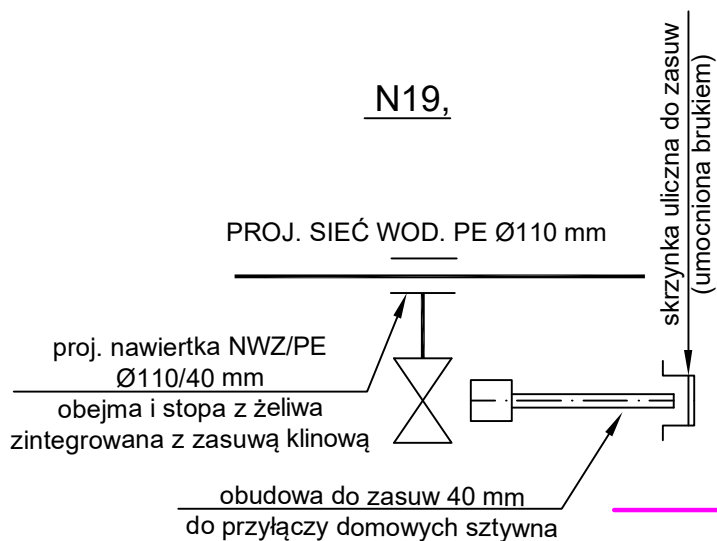 N19,
PROJ. SIEĆ WOD. PE Ø110 mm
skrzynka uliczna do zasuw
(umocniona brukiem)
proj. nawiertka NWZ/PE
Ø110/40 mm
obejma i stopa z żeliwa
zintegrowana z zasuwą klinową
obudowa do zasuw 40 mm
do przyłączy domowych sztywna